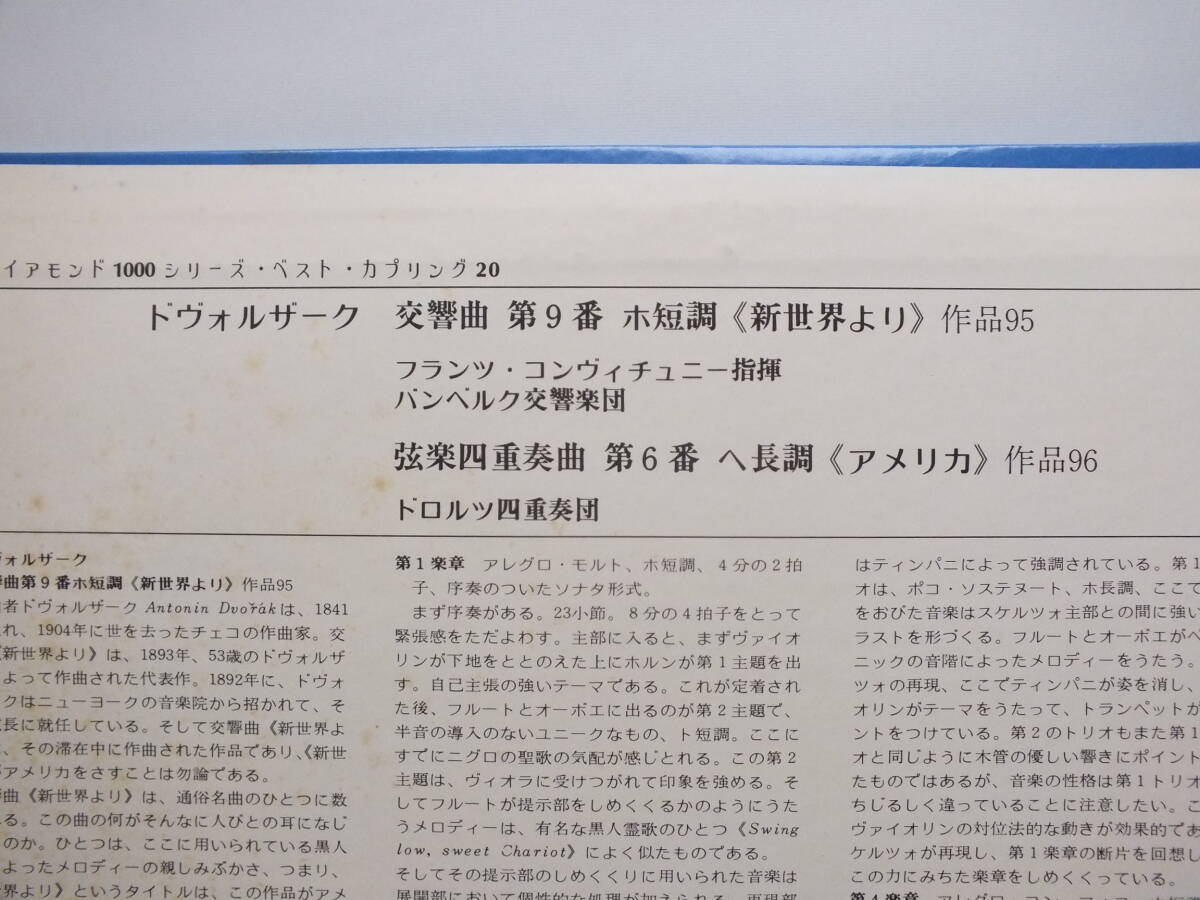 イアモンド1000シリーズ・ベスト・カプリング20
ドヴォルザーク 交響曲 第9番 ホ短調《新世界より》作品95
フランツ・コンヴィチュニー指揮
バンベルク交響楽団
弦楽四重奏曲 第6番 ヘ長調《アメリカ》作品96
ドロルツ四重奏団
ォルザーク
曲第9番ホ短調《新世界より》作品95
者ドヴォルザーク Antonin Dvořákは、1841
れ、1904年に世を去ったチェコの作曲家。交
《新世界より》は、1893年、53歳のドヴォルザ
よって作曲された代表作。1892年に、ドヴォ
クはニューヨークの音楽院から招かれて、そ
長に就任している。そして交響曲《新世界よ
、その滞在中に作曲された作品であり、《新世
がアメリカをさすことは勿論である。
曲《新世界より》は、通俗名曲のひとつに数
る。この曲の何がそんなに人びとの耳になじ
のか。ひとつは、ここに用いられている黒人
よったメロディーの親しみぶかさ、つまり、
世界より》というタイトルは、この作品がアメ
第1楽章 アレグロ・モルト、ホ短調、4分の2拍
子、序奏のついたソナタ形式。
まず序奏がある。23小節。8分の4拍子をとって
緊張感をただよわす。主部に入ると、まずヴァイオ
リンが下地をととのえた上にホルンが第1主題を出
す。自己主張の強いテーマである。これが定着され
た後、フルートとオーボエに出るのが第2主題で、
半音の導入のないユニークなもの、ト短調。ここに
すでにニグロの聖歌の気配が感じとれる。この第2
主題は、ヴィオラに受けつがれて印象を強める。そ
してフルートが提示部をしめくくるかのようにうた
うメロディーは、有名な黒人霊歌のひとつ《Swing
low, sweet Chariot》によく似たものである。
そしてその提示部のしめくくりに用いられた音楽は
展開部において個性的な処理が加えられる。再現部
はティンパニによって強調されている。第1
オは、ポコ・ソステヌート、ホ長調、ここで
をおびた音楽はスケルツォ主部との間に強い
ラストを形づくる。フルートとオーボエがペ
ニックの音階によったメロディーをうたう。
ツォの再現、ここでティンパニが姿を消し、
オリンがテーマをうたって、トランペットが
ントをつけている。第2のトリオもまた第1
オと同じように木管の優しい響きにポイント
たものではあるが、音楽の性格は第1トリオ
ちじるしく違っていることに注意したい。こ
ヴァイオリンの対位法的な動きが効果的であ
ケルツォが再現し、第1楽章の断片を回想し
この力にみちた楽章をしめくくっている。
第4楽章 アレグロ・コン・フィオ